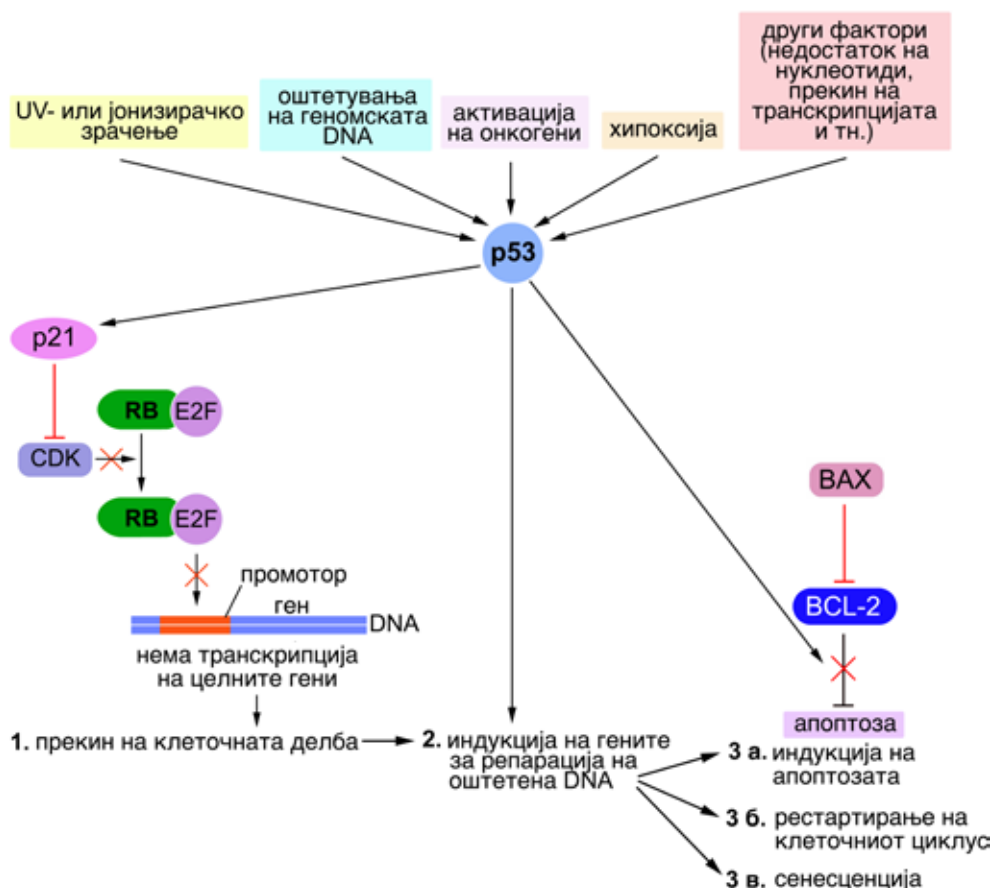 UV- или јонизирачко
зрачење
оштетувања
на геномската
DNA
активација
на онкогени
хипоксија
други фактори
(недостаток на
нуклеотиди,
прекин на
транскрипцијата
и тн.)
p53
p21
CDK
RB
E2F
RB
E2F
промотор
ген
DNA
нема транскрипција
на целните гени
BAX
BCL-2
апоптоза
1. прекин на клеточната делба
2. индукција на гените
за репарација на
оштетена DNA
3 а. индукција на
апоптозата
3 б. рестартирање на
клеточниот циклус
3 в. сенесценција